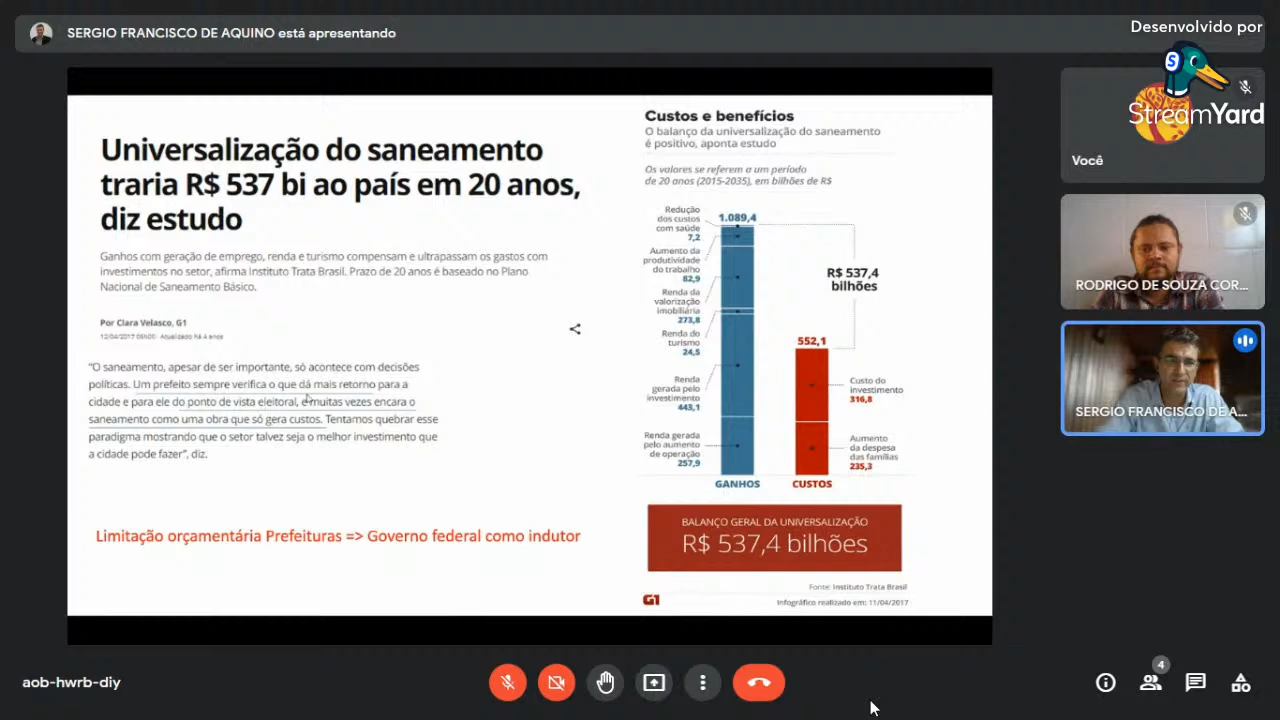 SERGIO FRANCISCO DE AQUINO está apresentando
Desenvolvido por
StreamYard
Você
RODRIGO DE SOUZA COR...
SERGIO FRANCISCO DE A...
Universalização do saneamento
traria R$ 537 bi ao país em 20 anos,
diz estudo
Ganhos com geração de emprego, renda e turismo compensam e ultrapassam os gastos com
investimentos no setor, afirma Instituto Trata Brasil. Prazo de 20 anos é baseado no Plano
Nacional de Saneamento Básico.
Por Clara Velasco, G1
12/04/2017 05h00 · Atualizado há 4 anos
"O saneamento, apesar de ser importante, só acontece com decisões
políticas. Um prefeito sempre verifica o que dá mais retorno para a
cidade e para ele do ponto de vista eleitoral, e muitas vezes encara o
saneamento como uma obra que só gera custos. Tentamos quebrar esse
paradigma mostrando que o setor talvez seja o melhor investimento que
a cidade pode fazer", diz.
Limitação orçamentária Prefeituras => Governo federal como indutor
Custos e benefícios
O balanço da universalização do saneamento
é positivo, aponta estudo
Os valores se referem a um período
de 20 anos (2015-2035), em bilhões de R$
Redução
dos custos
com saúde
7,2
Aumento da
produtividade
do trabalho
82,9
Renda da
valorização
imobiliária
273,8
Renda do
turismo
24,5
Renda
gerada pelo
investimento
443,1
Renda gerada
pelo aumento
de operação
257,9
1.089,4
GANHOS
R$ 537,4
bilhões
552,1
Custo do
investimento
316,8
Aumento
da despesa
das famílias
235,3
CUSTOS
BALANÇO GERAL DA UNIVERSALIZAÇÃO
R$ 537,4 bilhões
Fonte: Instituto Trata Brasil
G1
Infográfico realizado em: 11/04/2017
aob-hwrb-diy
4